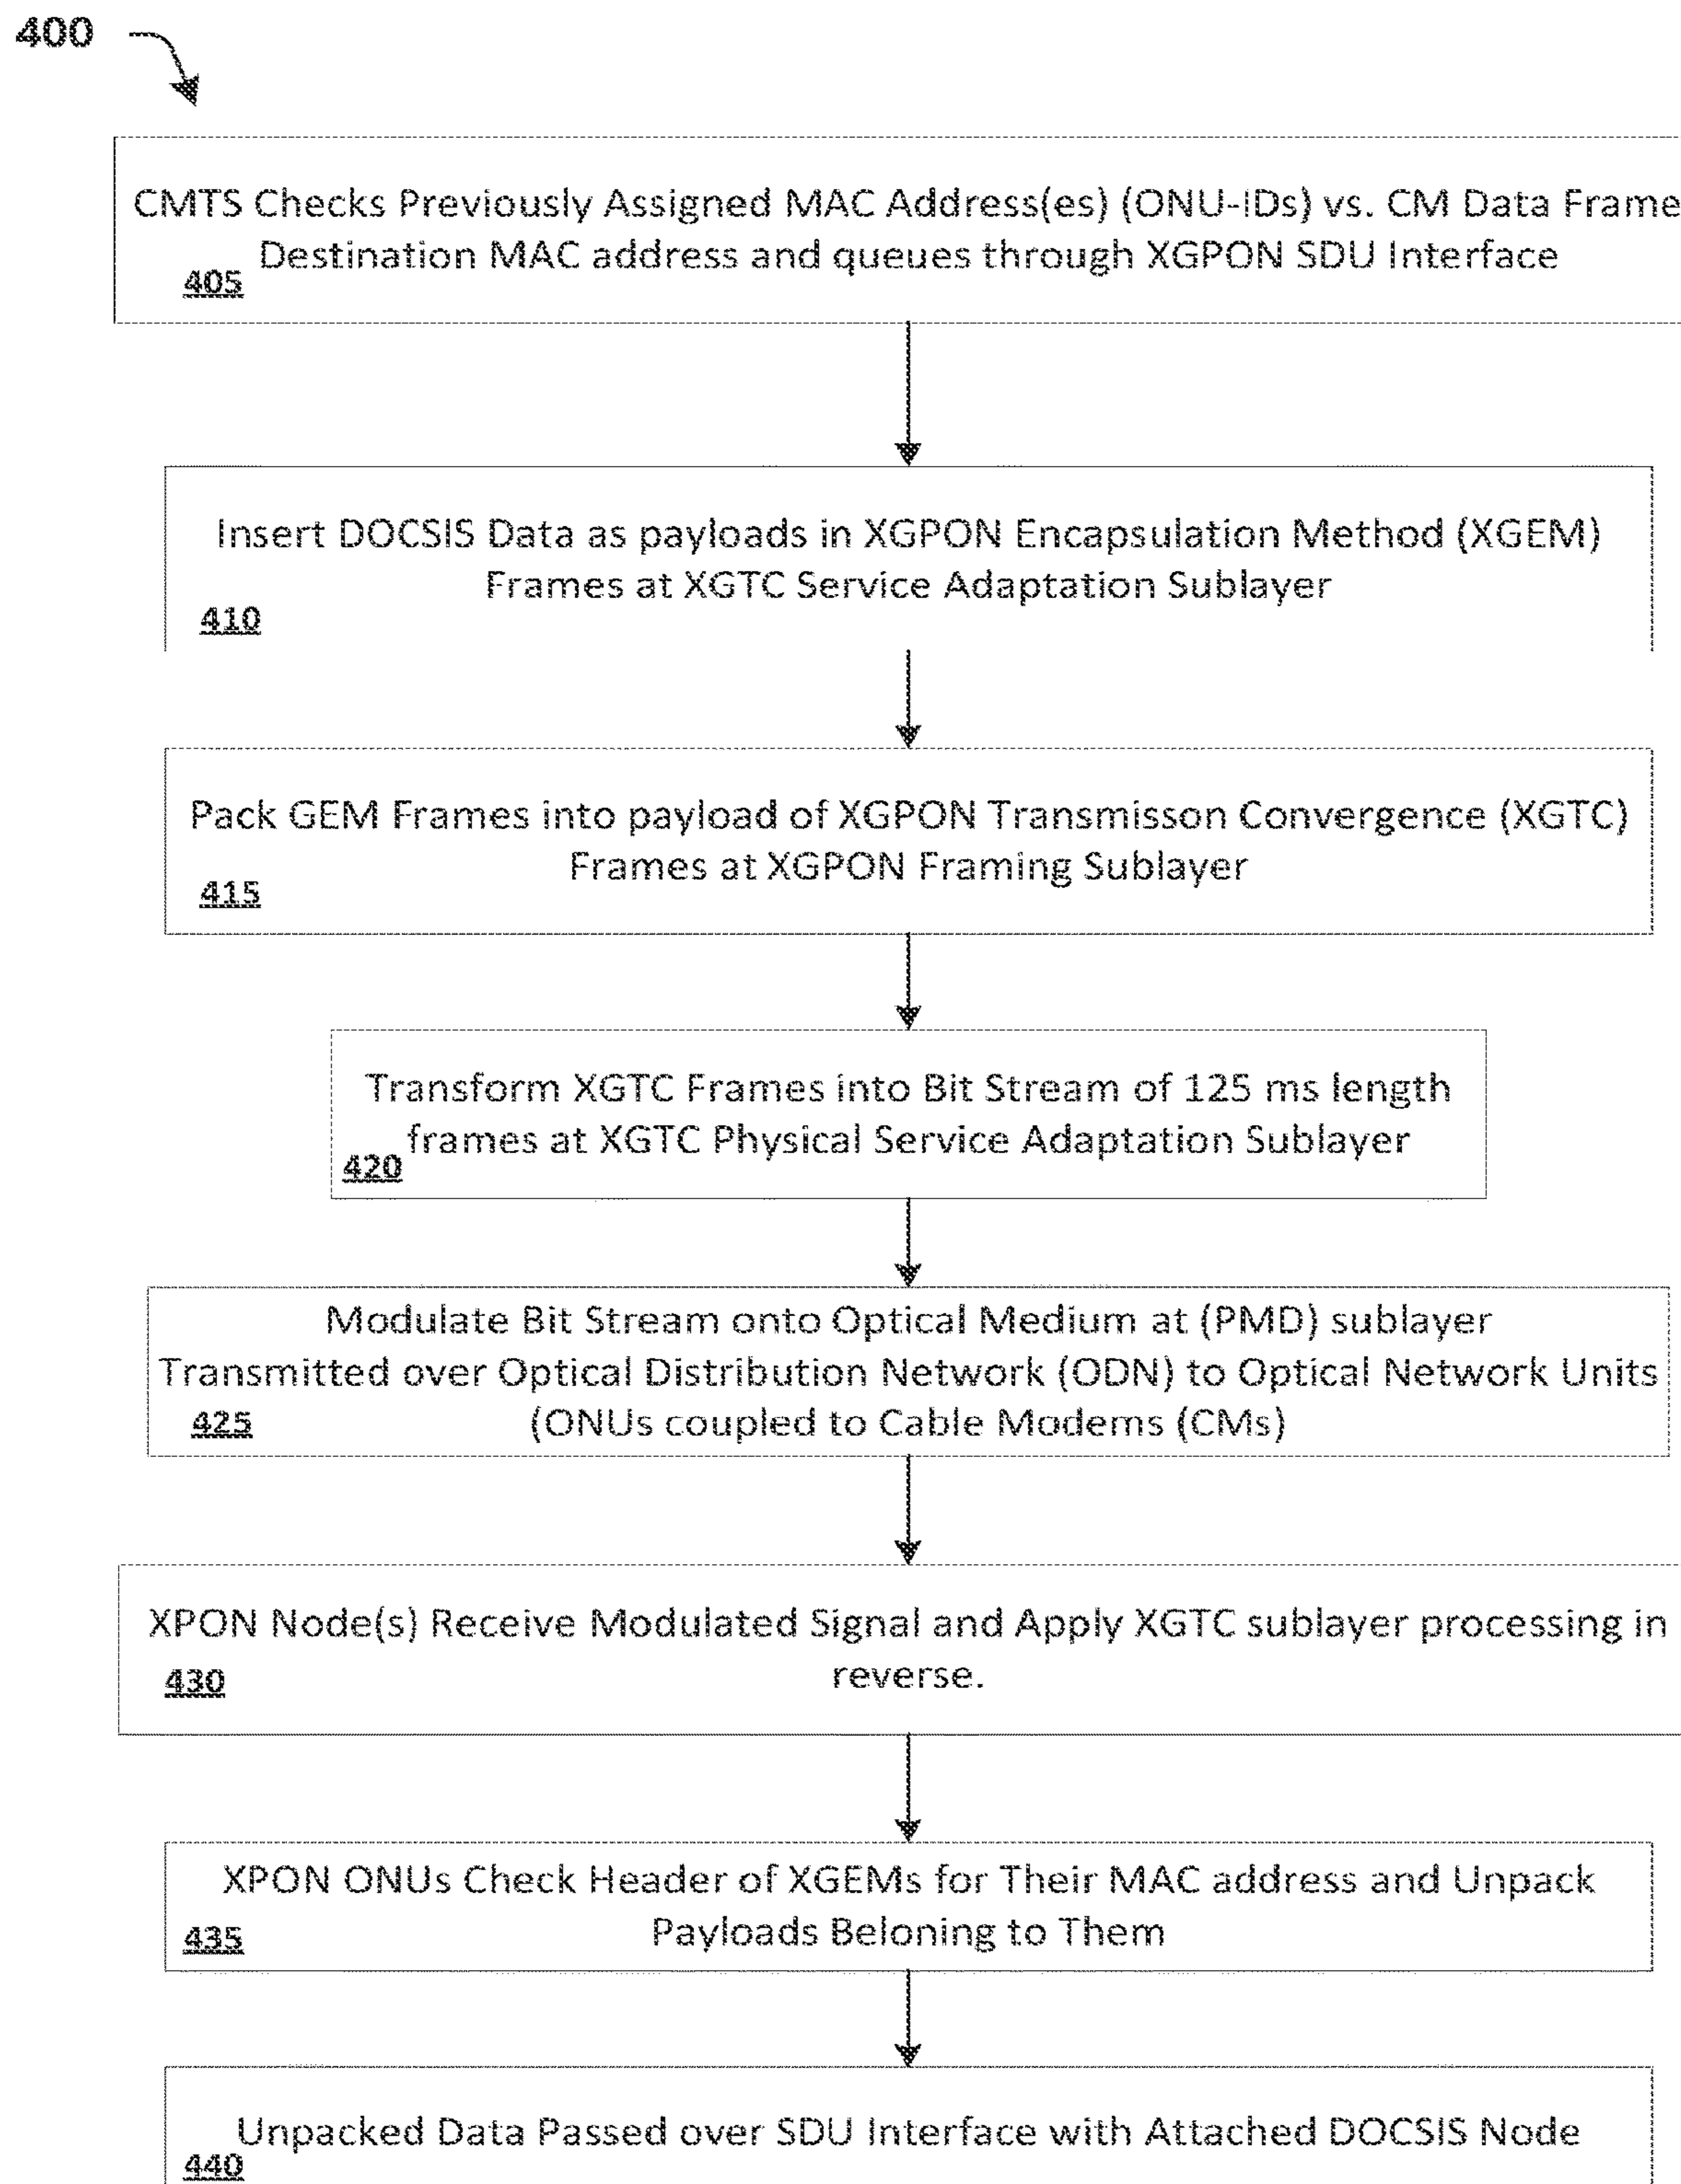 400
CMTS Checks Previously Assigned MAC Address(es) (ONU-IDs) vs. CM Data Frame
Destination MAC address and queues through XGPON SDU Interface
405
Insert DOCSIS Data as payloads in XGPON Encapsulation Method (XGEM)
Frames at XGTC Service Adaptation Sublayer
410
Pack GEM Frames into payload of XGPON Transmisson Convergence (XGTC)
Frames at XGPON Framing Sublayer
415
Transform XGTC Frames into Bit Stream of 125 ms length
frames at XGTC Physical Service Adaptation Sublayer
420
Modulate Bit Stream onto Optical Medium at (PMD) sublayer
Transmitted over Optical Distribution Network (ODN) to Optical Network Units
(ONUs coupled to Cable Modems (CMs)
425
XPON Node(s) Receive Modulated Signal and Apply XGTC sublayer processing in
reverse.
430
XPON ONUs Check Header of XGEMs for Their MAC address and Unpack
Payloads Beloning to Them
435
Unpacked Data Passed over SDU Interface with Attached DOCSIS Node
440